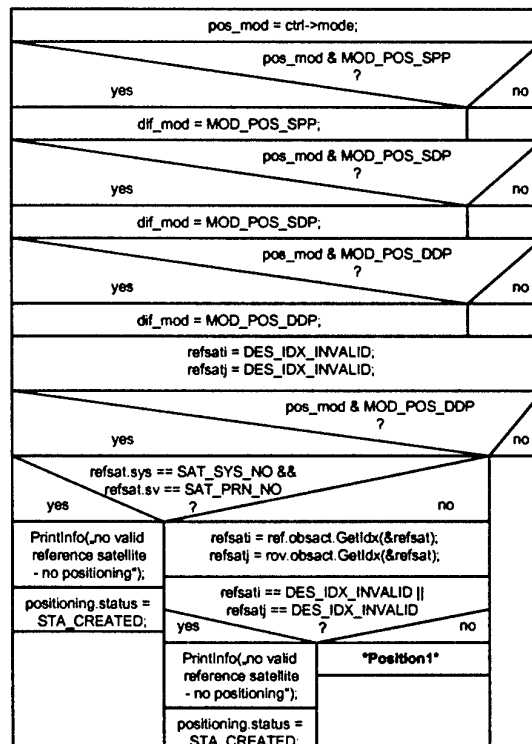 pos_mod = ctrl->mode;
pos_mod & MOD_POS_SPP
?
yes
no
dif_mod = MOD_POS_SPP;
pos_mod & MOD_POS_SDP
?
yes
no
dif_mod = MOD_POS_SDP;
pos_mod & MOD_POS_DDP
?
yes
no
dif_mod = MOD_POS_DDP;
refsati = DES_IDX_INVALID;
refsatj = DES_IDX_INVALID;
pos_mod & MOD_POS_DDP
?
yes
no
refsat.sys == SAT_SYS_NO &&
refsat.sv == SAT_PRN_NO
?
yes
no
PrintInfo(„no valid
reference satellite
- no positioning");
positioning.status =
STA_CREATED;
refsati = ref.obsact.GetIdx(&refsat);
refsatj = rov.obsact.GetIdx(&refsat);
refsati == DES_IDX_INVALID ||
refsatj == DES_IDX_INVALID
?
yes
no
PrintInfo(„no valid
reference satellite
- no positioning");
"Position1"
positioning.status =
STA_CREATED;